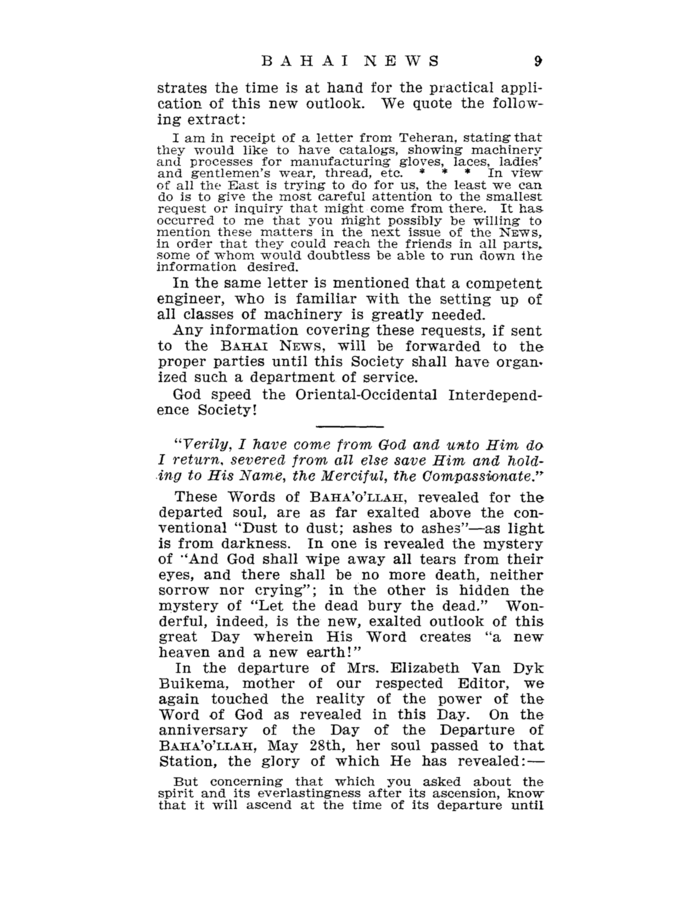 BAHAI NEWS 9
strates the time is at hand for the practical appli-
cation of this new outlook. We quote the follow-
ing extract:
I am in receipt of a letter from Teheran, stating that
they would like to have catalogs, showing machinery
and processes for manufacturing gloves, laces, ladies'
and gentlemen's wear, thread, etc. * * * In view
of all the East is trying to do for us, the least we can
do is to give the most careful attention to the smallest
request or inquiry that might come from there. It has
occurred to me that you might possibly be willing to
mention these matters in the next issue of the NEWS,
in order that they could reach the friends in all parts,
some of whom would doubtless be able to run down the
information desired.
In the same letter is mentioned that a competent
engineer, who is familiar with the setting up of
all classes of machinery is greatly needed.
Any information covering these requests, if sent
to the BAHAI NEWS, will be forwarded to the
proper parties until this Society shall have organ-
ized such a department of service.
God speed the Oriental-Occidental Interdepend-
ence Society!
"Verily, I have come from God and unto Him do
I return, severed from all else save Him and hold-
ing to His Name, the Merciful, the Compassionate."
These Words of BAHA'O'LLAH, revealed for the
departed soul, are as far exalted above the con-
ventional "Dust to dust; ashes to ashes"—as light
is from darkness. In one is revealed the mystery
of "And God shall wipe away all tears from their
eyes, and there shall be no more death, neither
sorrow nor crying"; in the other is hidden the
mystery of "Let the dead bury the dead." Won-
derful, indeed, is the new, exalted outlook of this
great Day wherein His Word creates "a new
heaven and a new earth!"
In the departure of Mrs. Elizabeth Van Dyk
Buikema, mother of our respected Editor, we
again touched the reality of the power of the
Word of God as revealed in this Day. On the
anniversary of the Day of the Departure of
BAHA'O'LLAH, May 28th, her soul passed to that
Station, the glory of which He has revealed:—
But concerning that which you asked about the
spirit and its everlastingness after its ascension, know
that it will ascend at the time of its departure until